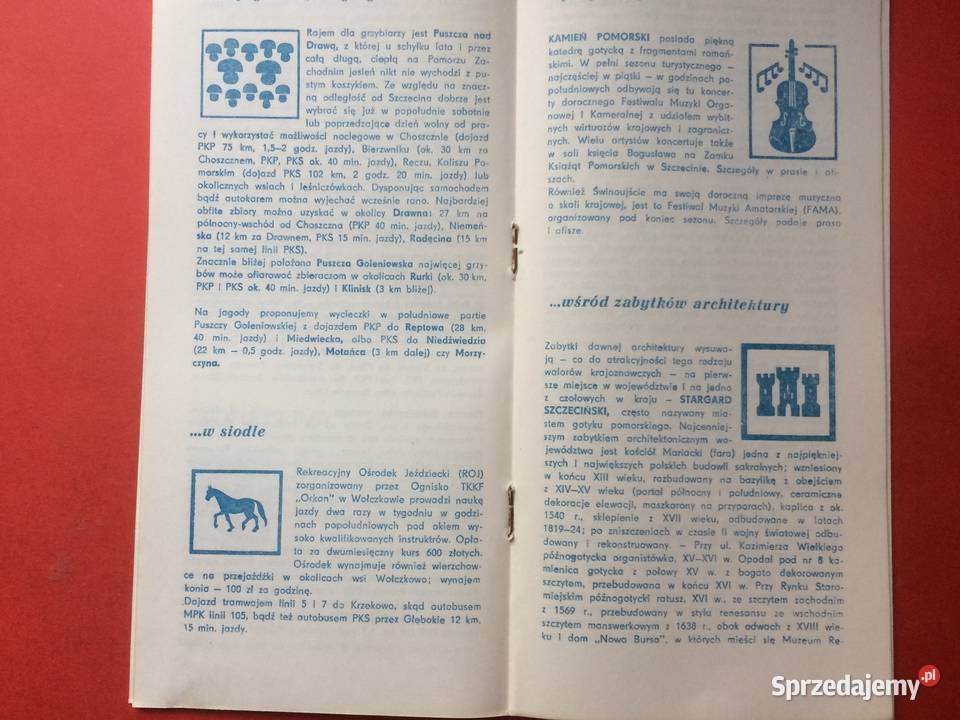 Rajem dla grzybiarzy jest Puszcza nad
Drawą, z której u schyłku lata i przez
całą długą, ciepłą na Pomorzu Za-
chodnim jesień nikt nie wychodzi z pu-
stym koszykiem. Ze względu na znacz-
ną odległość od Szczecina dobrze jest
wybrać się już w popołudnie sobotnie
lub poprzedzające dzień wolny od pra-
cy i wykorzystać możliwości noclegowe w Choszcznie (dojazd
PKP 75 km, 1,5–2 godz. jazdy), Bierzwniku (ok. 30 km za
Choszcznem, PKP, PKS ok. 40 min. jazdy), Reczu, Kaliszu Po-
morskim (dojazd PKS 102 km, 2 godz. 20 min. jazdy) lub
okolicznych wsiach i leśniczówkach. Dysponując samochodem
bądź autokarem można wyjechać wcześnie rano. Najbardziej
obfite zbiory można uzyskać w okolicy Drawna: 27 km na
północny-wschód od Choszczna (PKP 40 min. jazdy), Niemeń-
ska (12 km za Drawnem, PKS 15 min. jazdy), Radęcina (15 km
na tej samej linii PKS).
Znacznie bliżej położona Puszcza Goleniowska najwięcej grzy-
bów może ofiarować zbieraczom w okolicach Rurki (ok. 30 km,
PKP i PKS ok. 40 min. jazdy) i Klinisk (3 km bliżej).
Na jagody proponujemy wycieczki w południowe partie
Puszczy Goleniowskiej z dojazdem PKP do Reptowa (28 km,
40 min. jazdy) i Miedwiecka, albo PKS do Niedźwiedzia
(22 km – 0,5 godz. jazdy), Motańca (3 km dalej) czy Morzy-
czyna.
...w siodle
Rekreacyjny Ośrodek Jeździecki (ROJ)
zorganizowany przez Ognisko TKKF
„Orkan” w Wołczkowie prowadzi naukę
jazdy dwa razy w tygodniu w godzi-
nach popołudniowych pod okiem wy-
soko kwalifikowanych instruktorów. Opła-
ta za dwumiesięczny kurs 600 złotych.
Ośrodek wynajmuje również wierzchow-
ce na przejażdżki w okolicach wsi Wołczkowo; wynajem
konia – 100 zł za godzinę.
Dojazd tramwajem linii 5 i 7 do Krzekowa, skąd autobusem
MPK linii 105, bądź też autobusem PKS przez Głębokie 12 km,
15 min. jazdy.
KAMIEŃ POMORSKI posiada piękną
katedrę gotycką z fragmentami romań-
skimi. W pełni sezonu turystycznego –
najczęściej w piątki – w godzinach po-
południowych odbywają się tu koncer-
ty dorocznego Festiwalu Muzyki Orga-
nowej i Kameralnej z udziałem wybit-
nych wirtuozów krajowych i zagranicz-
nych. Wielu artystów koncertuje także
w sali księcia Bogusława na Zamku
Książąt Pomorskich w Szczecinie. Szczegóły w prasie i afi-
szach.
Również Świnoujście ma swoją doroczną imprezę muzyczną
o skali krajowej, jest to Festiwal Muzyki Amatorskiej (FAMA),
organizowany pod koniec sezonu. Szczegóły podaje prasa
i afisze.
...wśród zabytków architektury
Zabytki dawnej architektury wysuwa-
ją – co do atrakcyjności tego rodzaju
walorów krajoznawczych – na pierw-
sze miejsce w województwie i na jedno
z czołowych w kraju – STARGARD
SZCZECIŃSKI, często nazywany mia-
stem gotyku pomorskiego. Najcenniej-
szym zabytkiem architektonicznym wo-
jewództwa jest kościół Mariacki (fara) jedna z najpiękniej-
szych i największych polskich budowli sakralnych; wzniesiony
w końcu XIII wieku, rozbudowany na bazylikę z obejściem
z XIV–XV wieku (portal północny i południowy, ceramiczne
dekoracje elewacji, maszkarony na przyporach), kaplica z ok.
1540 r., sklepienie z XVII wieku, odbudowane w latach
1819–24; po zniszczeniach w czasie II wojny światowej odbu-
dowany i rekonstruowany. – Przy ul. Kazimierza Wielkiego
późnogotycka organistówka, XV–XVI w. Opodal pod nr 8 ka-
mienica gotycka z połowy XV w. z bogato dekorowanym
szczytem, przebudowana w końcu XVI w. Przy Rynku Staro-
miejskim późnogotycki ratusz, XVI w., ze szczytem zachodnim
z 1569 r., przebudowany w stylu renesansu ze wschodnim
szczytem manswerkowym z 1638 r., obok odwach z XVIII wie-
ku i dom „Nowa Bursa”, w których mieści się Muzeum Re-
Sprzedajemy.pl